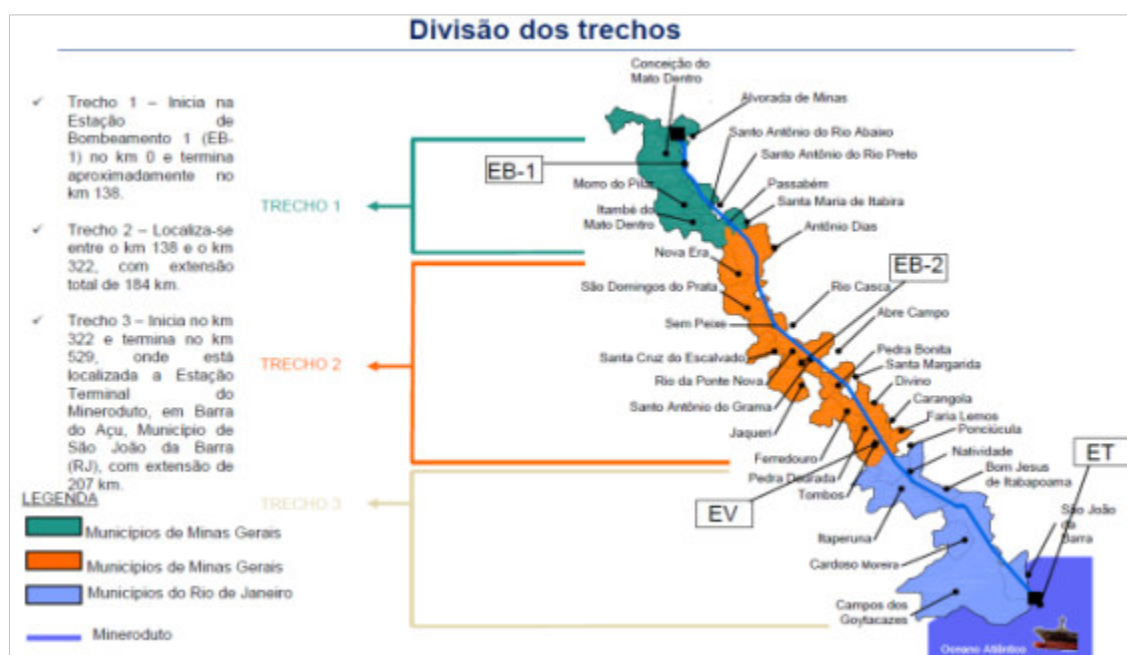 Divisão dos trechos
✓ Trecho 1 – Inicia na
Estação de
Bombeamento 1 (EB-
1) no km 0 e termina
aproximadamente no
km 138.
✓ Trecho 2 – Localiza-se
entre o km 138 e o km
322, com extensão
total de 184 km.
✓ Trecho 3 – Inicia no km
322 e termina no km
529, onde está
localizada a Estação
Terminal do
Mineroduto, em Barra
do Açu, Município de
São João da Barra
(RJ), com extensão de
207 km.
LEGENDA
Municípios de Minas Gerais
Municípios de Minas Gerais
Municípios do Rio de Janeiro
Mineroduto
TRECHO 1
TRECHO 2
TRECHO 3
Conceição do
Mato Dentro
Alvorada de Minas
Santo Antônio do Rio Abaixo
EB-1
Santo Antônio do Rio Preto
Morro do Pilar
Passabém
Santa Maria de Itabira
Itambé do
Mato Dentro
Antônio Dias
Nova Era
EB-2
São Domingos do Prata
Rio Casca
Abre Campo
Sem Peixe
Santa Cruz do Escalvado
Pedra Bonita
Santa Margarida
Rio da Ponte Nova
Divino
Santo Antônio do Grama
Carangola
Faria Lemos
Jaqueri
Ponciúcula
Ferredouro
Natividade
ET
Pedra Dourada
Bom Jesus
de Itabapoama
Tombos
EV
São João
da
Barra
Itaperuna
Cardoso Moreira
Campos dos
Goytacazes
Oceano Atlântico